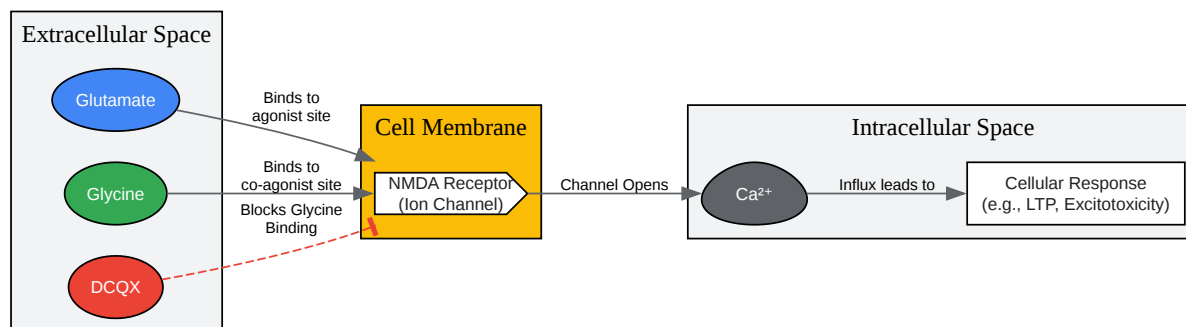 Extracellular Space
Glutamate
Binds to
agonist site
Cell Membrane
Intracellular Space
Glycine
Binds to
co-agonist site
NMDA Receptor
(Ion Channel)
Channel Opens
Ca²⁺
Influx leads to
Cellular Response
(e.g., LTP, Excitotoxicity)
Blocks Glycine
Binding
DCQX